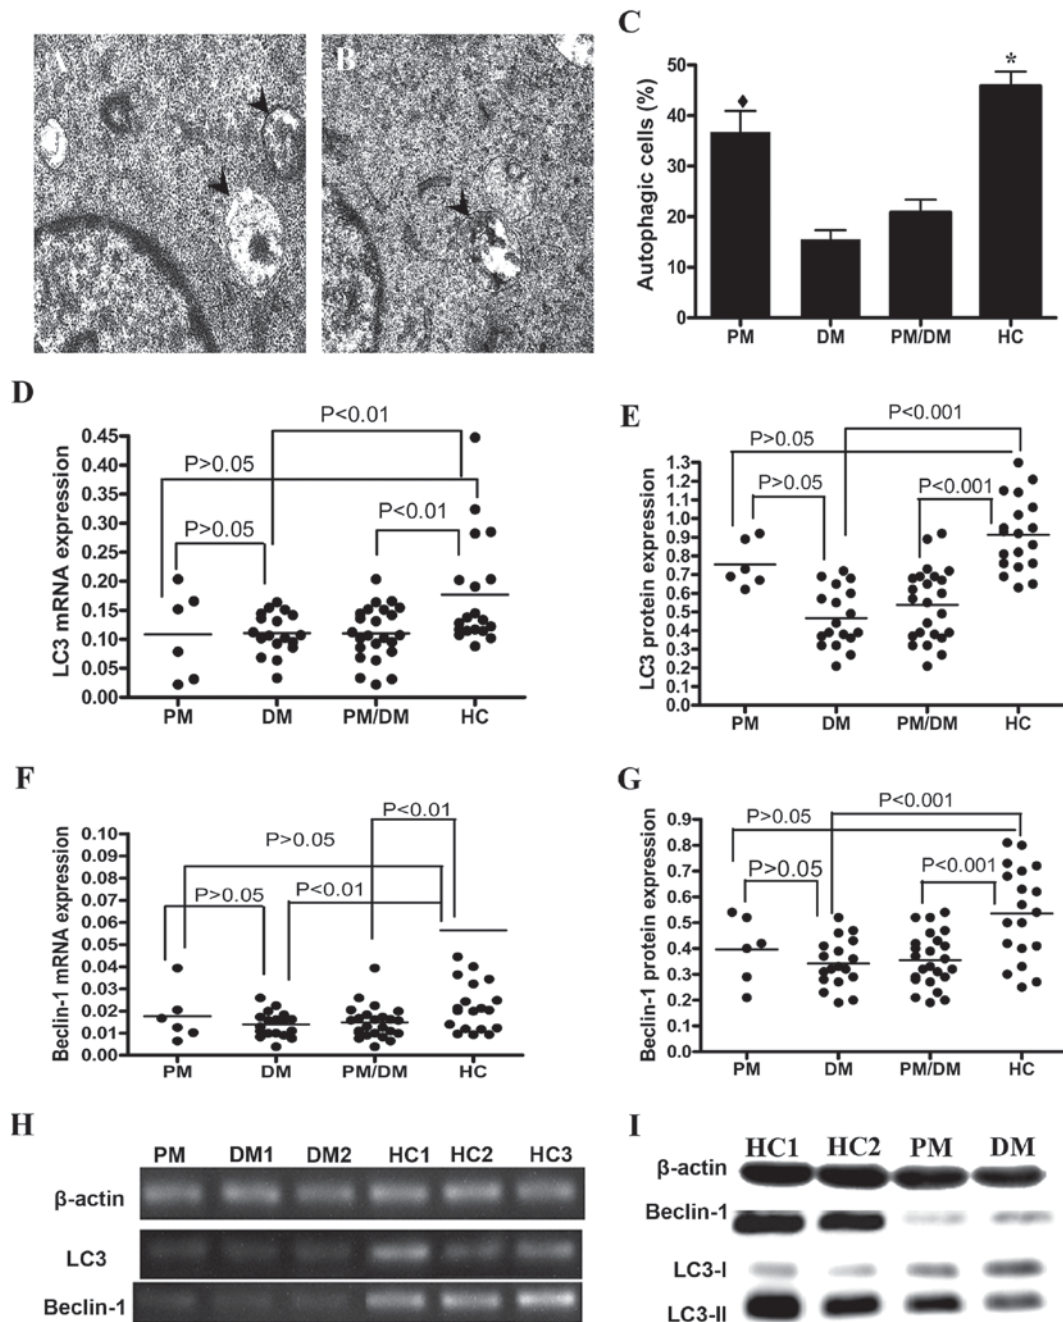 A
B
C
Autophagic cells (%)
50
40
30
20
10
0
♦
*
PM DM PM/DM HC
D
LC3 mRNA expression
0.45
0.40
0.35
0.30
0.25
0.20
0.15
0.10
0.05
0.00
P<0.01
P>0.05
P>0.05
P<0.01
PM DM PM/DM HC
E
LC3 protein expression
1.3
1.2
1.1
1.0
0.9
0.8
0.7
0.6
0.5
0.4
0.3
0.2
0.1
0.0
P<0.001
P>0.05
P>0.05
P<0.001
PM DM PM/DM HC
F
Beclin-1 mRNA expression
0.10
0.09
0.08
0.07
0.06
0.05
0.04
0.03
0.02
0.01
0.00
P<0.01
P>0.05
P>0.05
P<0.01
PM DM PM/DM HC
G
Beclin-1 protein expression
0.9
0.8
0.7
0.6
0.5
0.4
0.3
0.2
0.1
0.0
P<0.001
P>0.05
P>0.05
P<0.001
PM DM PM/DM HC
H
PM DM1 DM2 HC1 HC2 HC3
β-actin
LC3
Beclin-1
I
HC1 HC2 PM DM
β-actin
Beclin-1
LC3-I
LC3-II